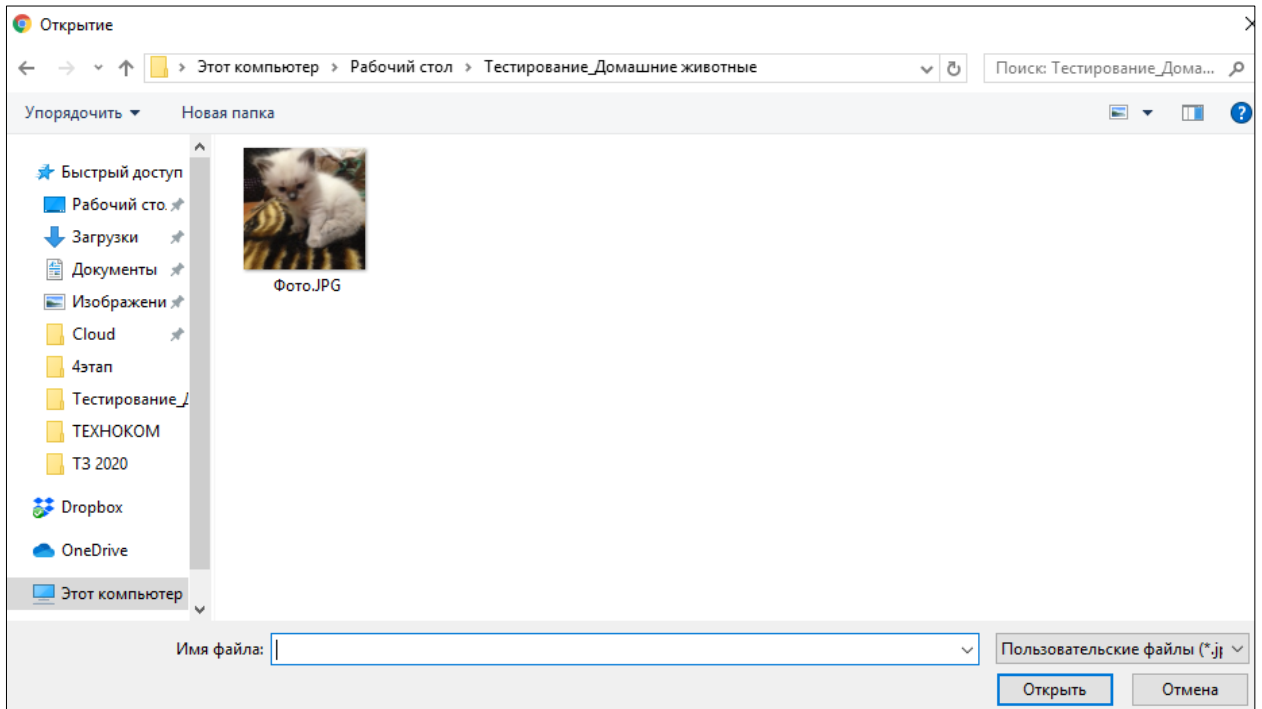 Открытие
Этот компьютер > Рабочий стол > Тестирование_Домашние животные
Поиск: Тестирование_Дома...
Упорядочить
Новая папка
Быстрый доступ
Рабочий сто
Загрузки
Документы
Изображени
Cloud
4этап
Тестирование_Д
ТЕХНОКОМ
ТЗ 2020
Dropbox
OneDrive
Этот компьютер
Фото.JPG
Имя файла:
Пользовательские файлы (*.jp
Открыть
Отмена